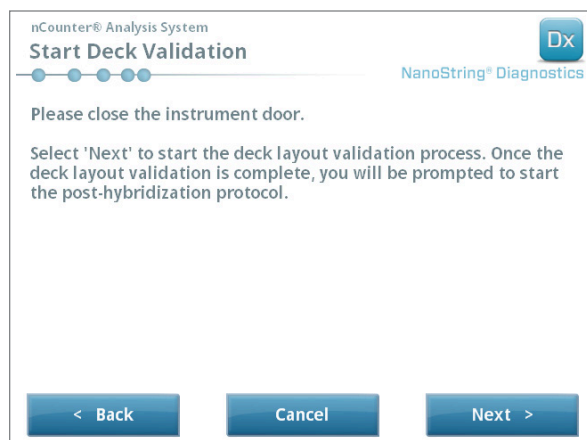 nCounter® Analysis System
Start Deck Validation
Dx
NanoString® Diagnostics
Please close the instrument door.
Select 'Next' to start the deck layout validation process. Once the
deck layout validation is complete, you will be prompted to start
the post-hybridization protocol.
< Back
Cancel
Next >